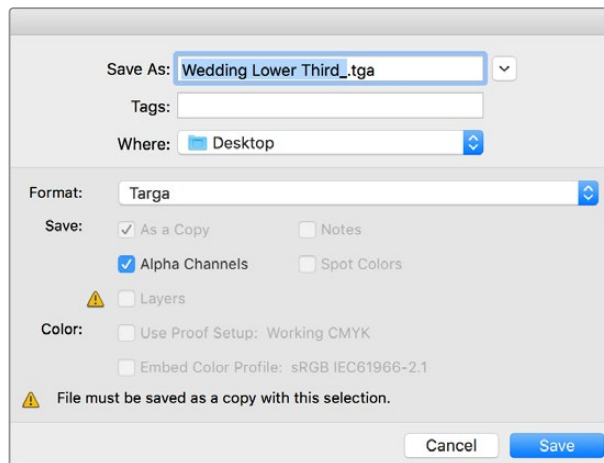 Save As: Wedding Lower Third_.tga
Tags:
Where: Desktop
Format: Targa
Save: As a Copy Notes
Alpha Channels Spot Colors
Layers
Color: Use Proof Setup: Working CMYK
Embed Color Profile: sRGB IEC61966-2.1
File must be saved as a copy with this selection.
Cancel Save